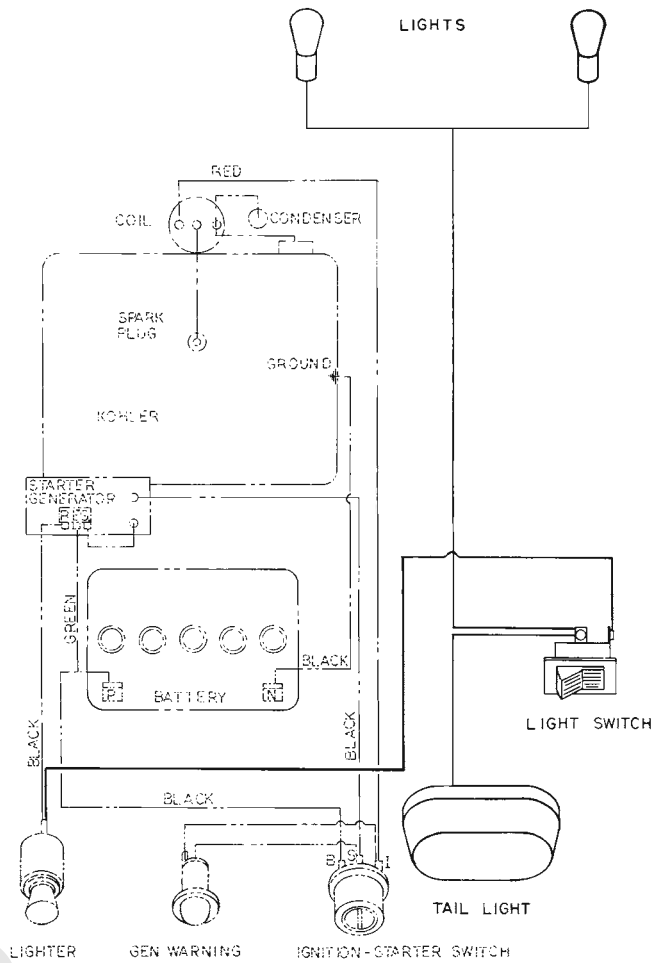 LIGHTS
RED
COIL
CONDENSER
SPARK
PLUG
GROUND
KOHLER
STARTER
GENERATOR
GREEN
BLACK
P
BATTERY
N
BLACK
BLACK
BLACK
LIGHT SWITCH
B
S
I
TAIL LIGHT
LIGHTER
GEN WARNING
IGNITION-STARTER SWITCH